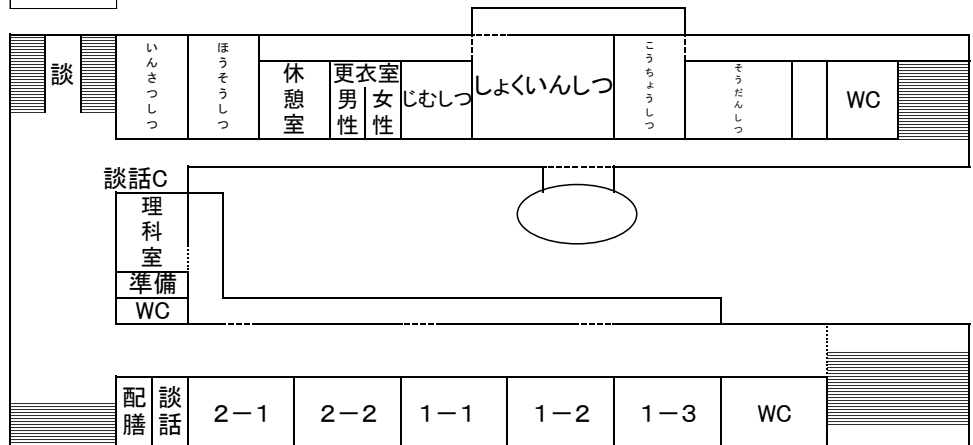 談
いんさつしつ
ほうそうしつ
休憩室
更衣室
男性
女性
じむしつ
しょくいんしつ
こうちょうしつ
そうだんしつ
WC
談話C
理科室
準備
WC
配膳
談話
2－1
2－2
1－1
1－2
1－3
WC